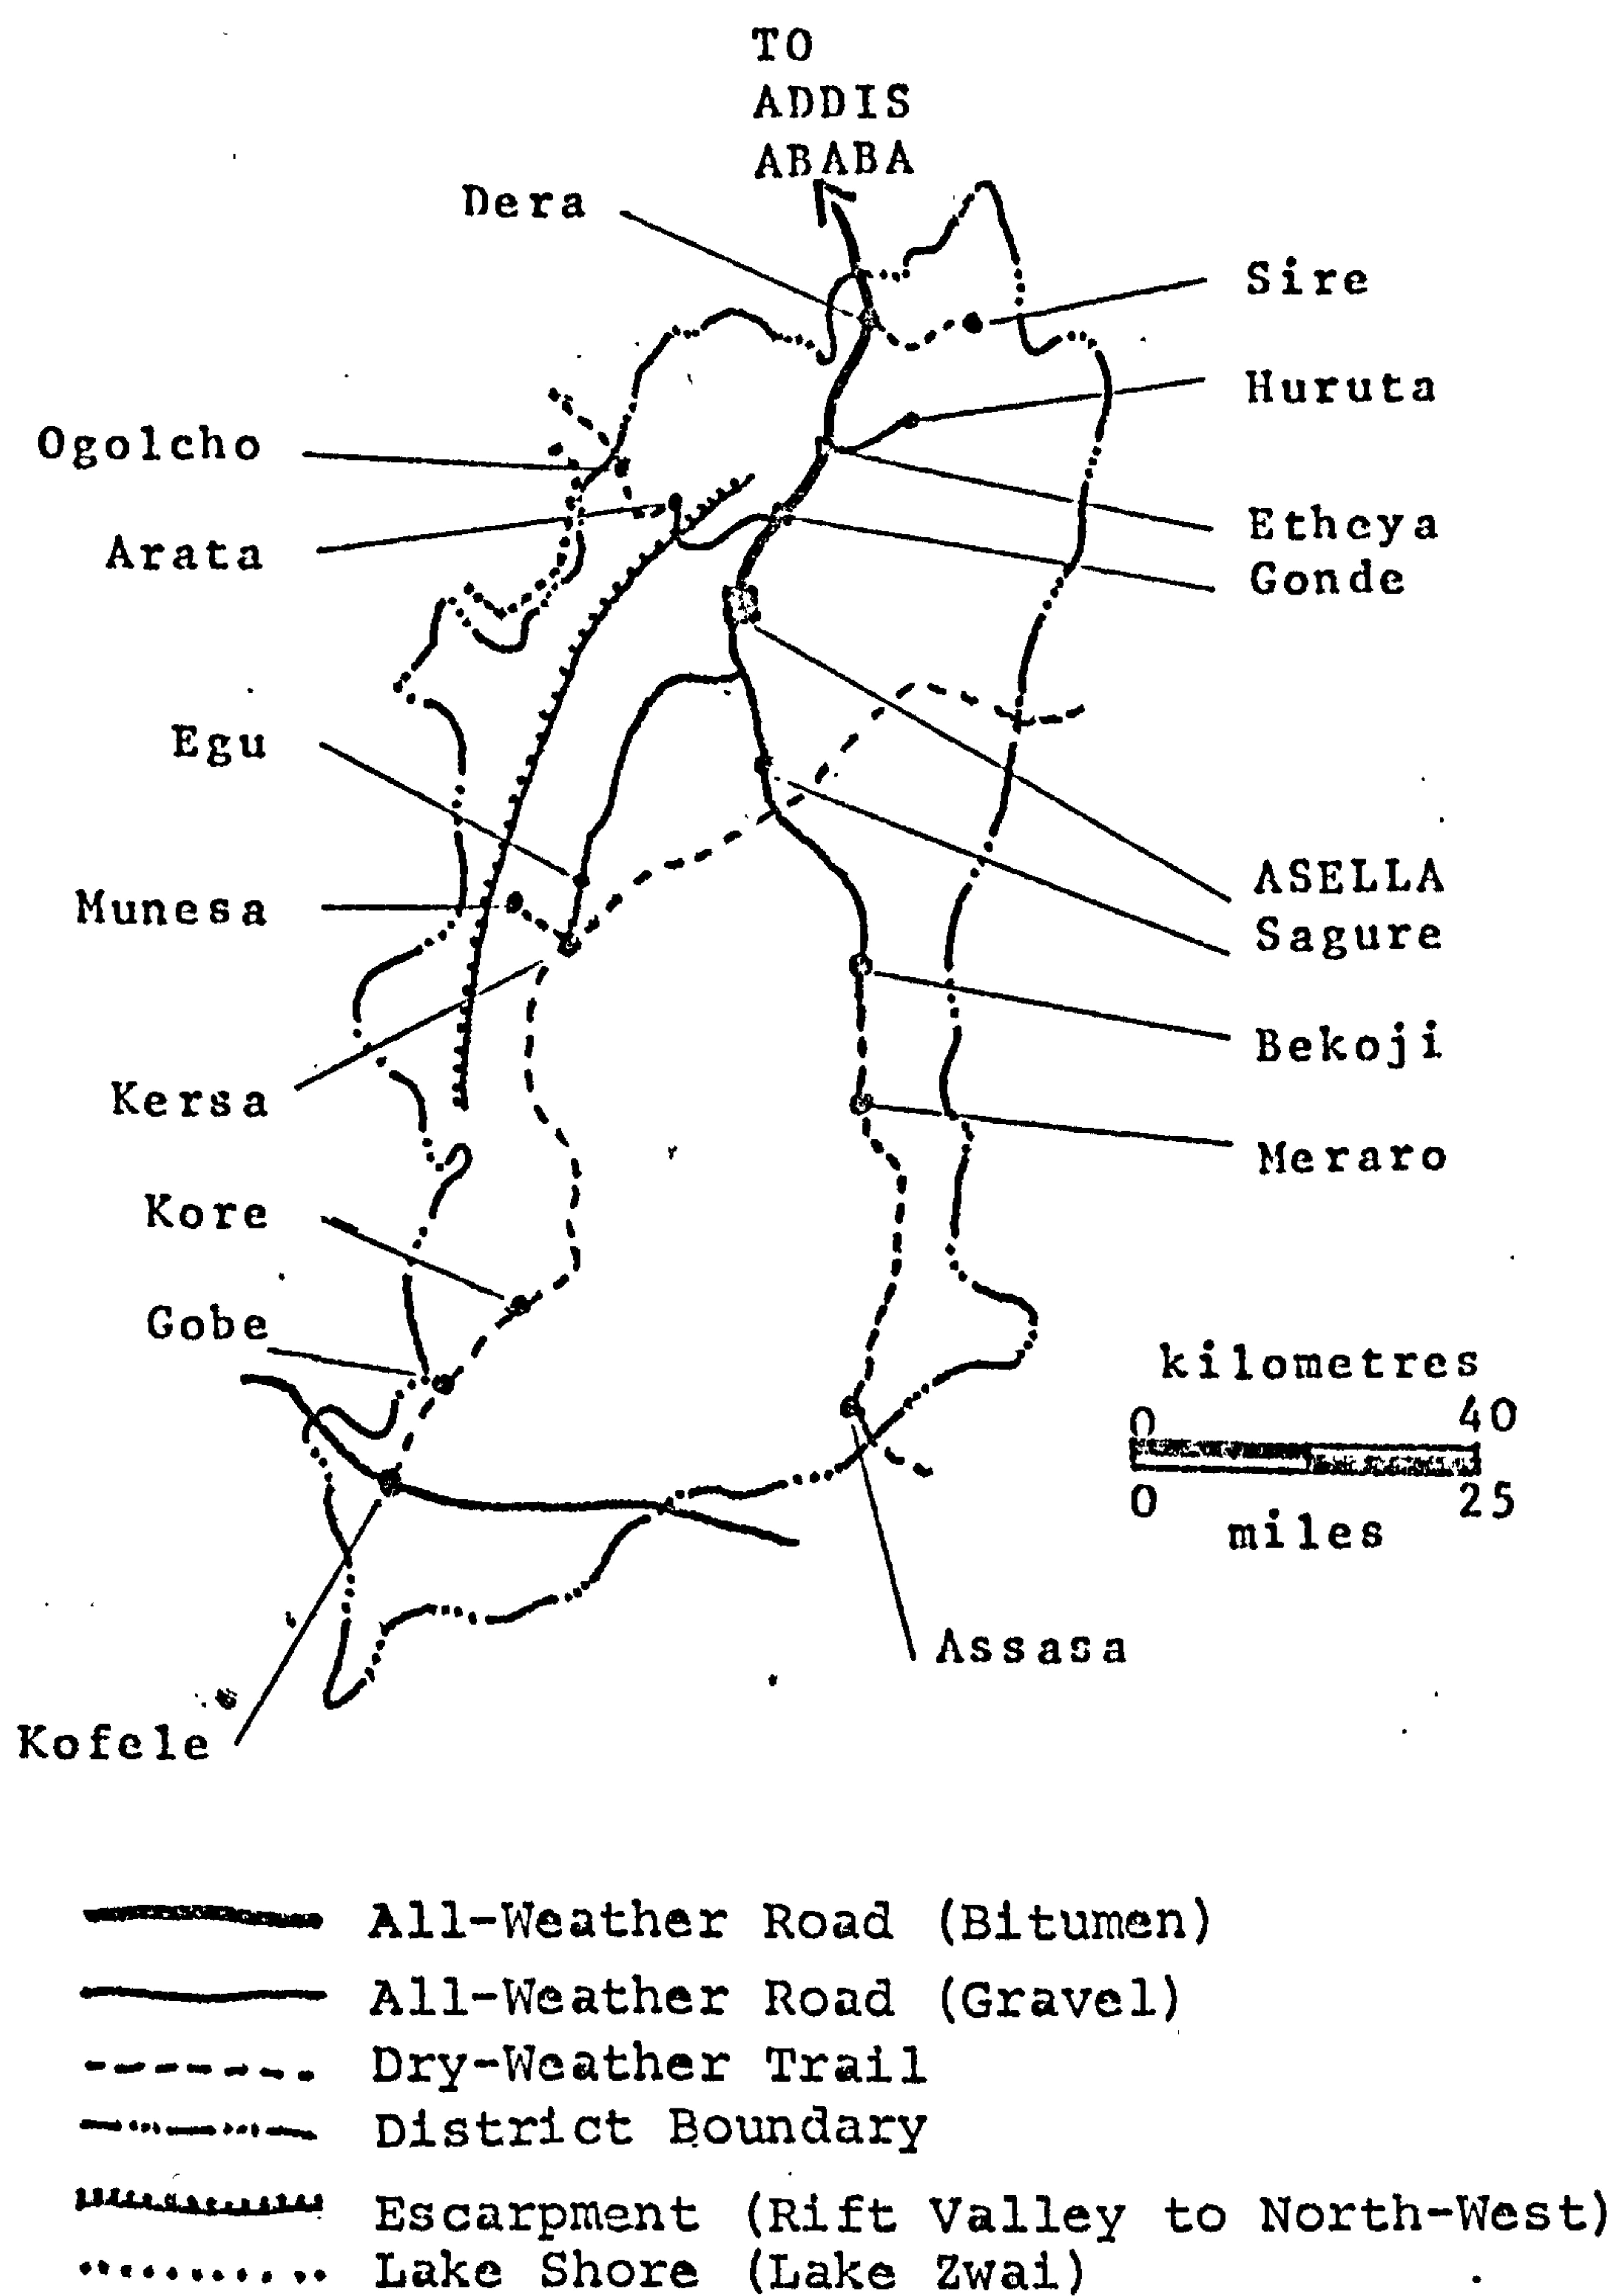 TO
ADDIS
ABABA
Dera
Sire
Huruta
Ogolcho
Etheya
Arata
Gonde
Egu
ASELLA
Munesa
Sagure
Bekoji
Kersa
Meraro
Kore
Gobe
kilometres
0 40
0 25
miles
Assasa
Kofele
All-Weather Road (Bitumen)
All-Weather Road (Gravel)
Dry-Weather Trail
District Boundary
Escarpment (Rift Valley to North-West)
Lake Shore (Lake Zwai)